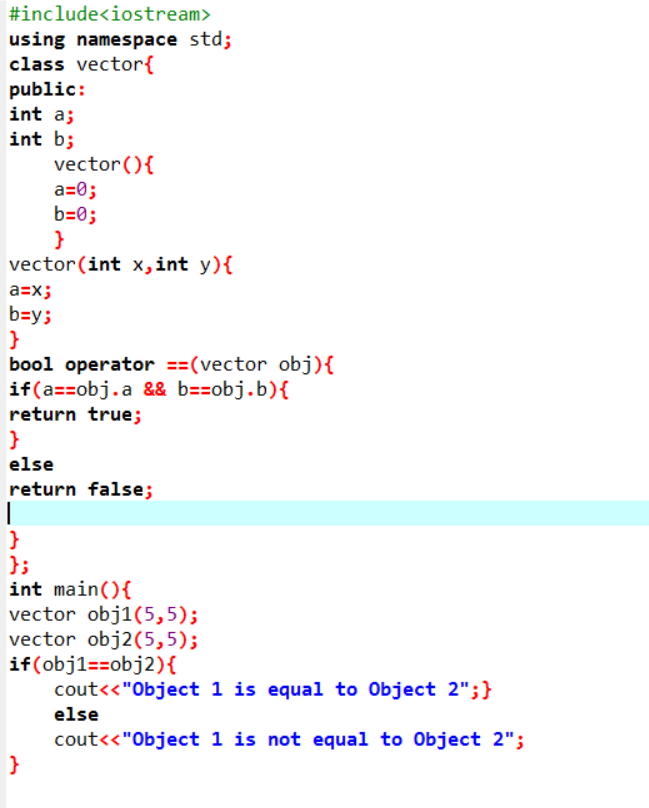 #include<iostream>
using namespace std;
class vector{
public:
int a;
int b;
    vector(){
    a=0;
    b=0;
    }
vector(int x,int y){
a=x;
b=y;
}
bool operator ==(vector obj){
if(a==obj.a && b==obj.b){
return true;
}
else
return false;

}
};
int main(){
vector obj1(5,5);
vector obj2(5,5);
if(obj1==obj2){
    cout<<"Object 1 is equal to Object 2";}
    else
    cout<<"Object 1 is not equal to Object 2";
}